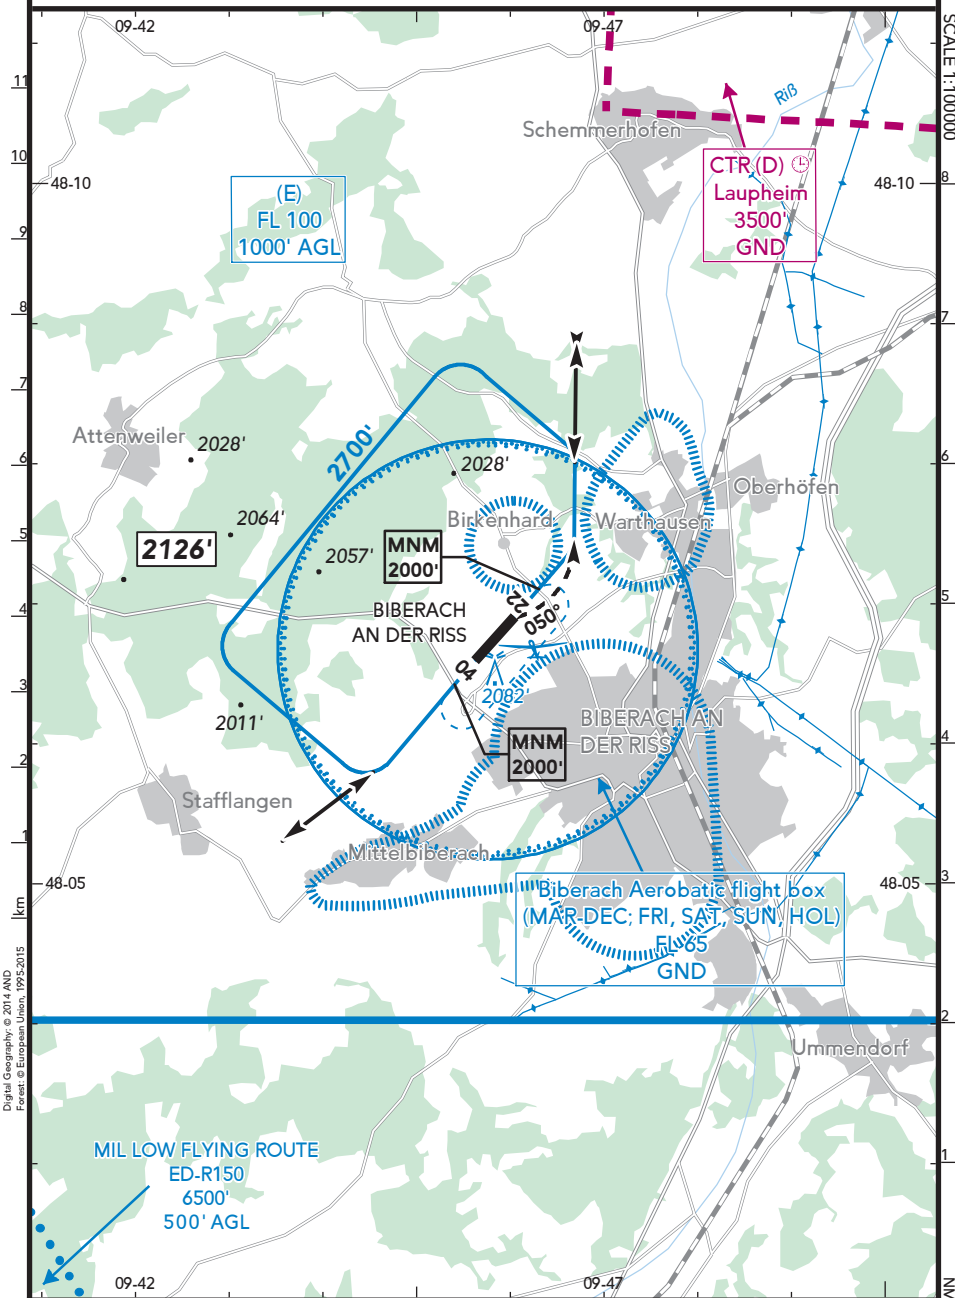 09-42
09-47
SCALE 1:100000
11
10
9
8
7
6
5
4
3
2
1
km
48-10
48-10
8
7
6
5
4
3
2
1
NM
Riß
Schemmerhofen
CTR (D)
Laupheim
3500'
GND
(E)
FL 100
1000' AGL
Attenweiler
2028'
2700'
2028'
Oberhöfen
2064'
Birkenhard
Warthausen
2126'
2057'
MNM
2000'
BIBERACH
AN DER RISS
22
050°
04
2082'
2011'
BIBERACH AN
DER RISS
MNM
2000'
Stafflangen
Mittelbiberach
48-05
48-05
Biberach Aerobatic flight box
(MAR-DEC; FRI, SAT, SUN, HOL)
FL 65
GND
Ummendorf
Digital Geography: © 2014 AND
Forest: © European Union, 1995-2015
MIL LOW FLYING ROUTE
ED-R150
6500'
500' AGL
09-42
09-47